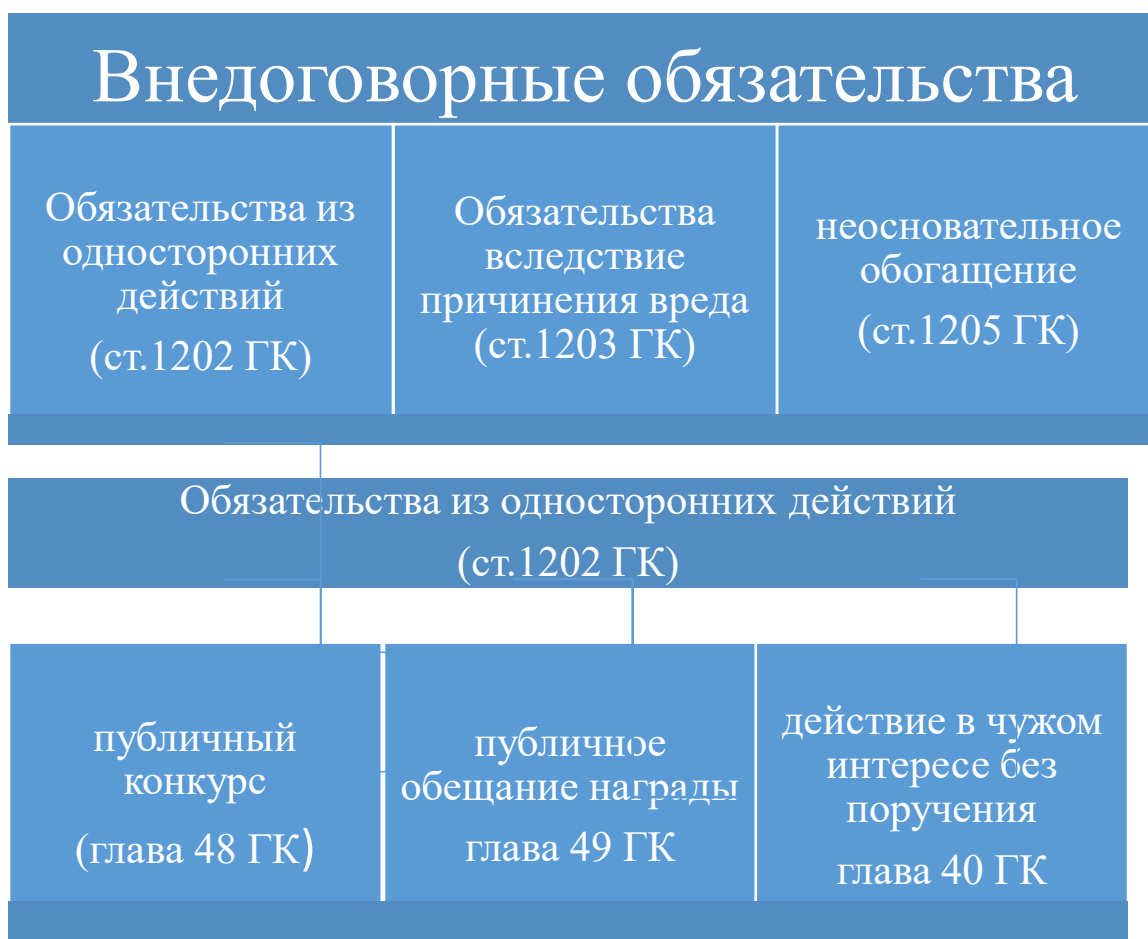 Внедоговорные обязательства
Обязательства из
односторонних
действий
(ст.1202 ГК)
Обязательства
вследствие
причинения вреда
(ст.1203 ГК)
неосновательное
обогащение
(ст.1205 ГК)
Обязательства из односторонних действий
(ст.1202 ГК)
публичный
конкурс
(глава 48 ГК)
публичное
обещание награды
глава 49 ГК
действие в чужом
интересе без
поручения
глава 40 ГК